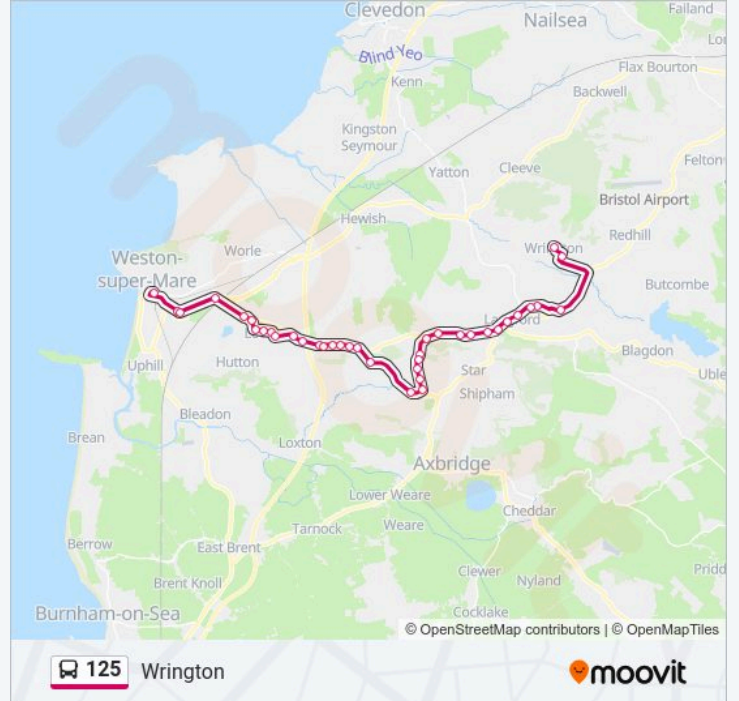 Clevedon
Nailsea
Failand
Blind Yeo
Kenn
Flax Bourton
Backwell
Kingston
Seymour
Yatton
Cleeve
Felton
Bristol Airport
Hewish
Redhill
Worle
Weston-
super-Mare
Butcombe
Blagdon
Uphill
Hutton
Star
Shipham
Bleadon
Brean
Loxton
Axbridge
Lower Weare
Weare
Cheddar
Tarnock
Berrow
East Brent
Brent Knoll
Clewer
Nyland
Burnham-on-Sea
Cocklake
© OpenStreetMap contributors | © OpenMapTiles
125 Wrington
moovit